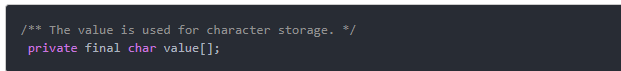 /** The value is used for character storage. */
private final char value[];